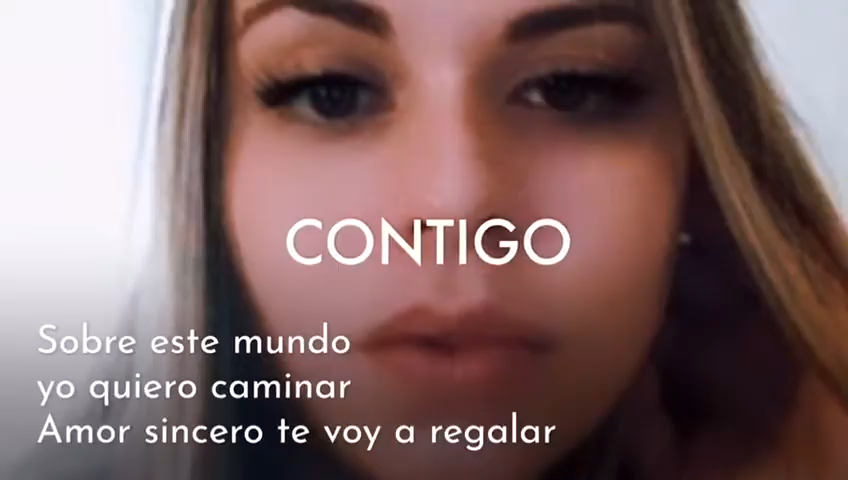 CONTIGO
Sobre este mundo
yo quiero caminar
Amor sincero te voy a regalar